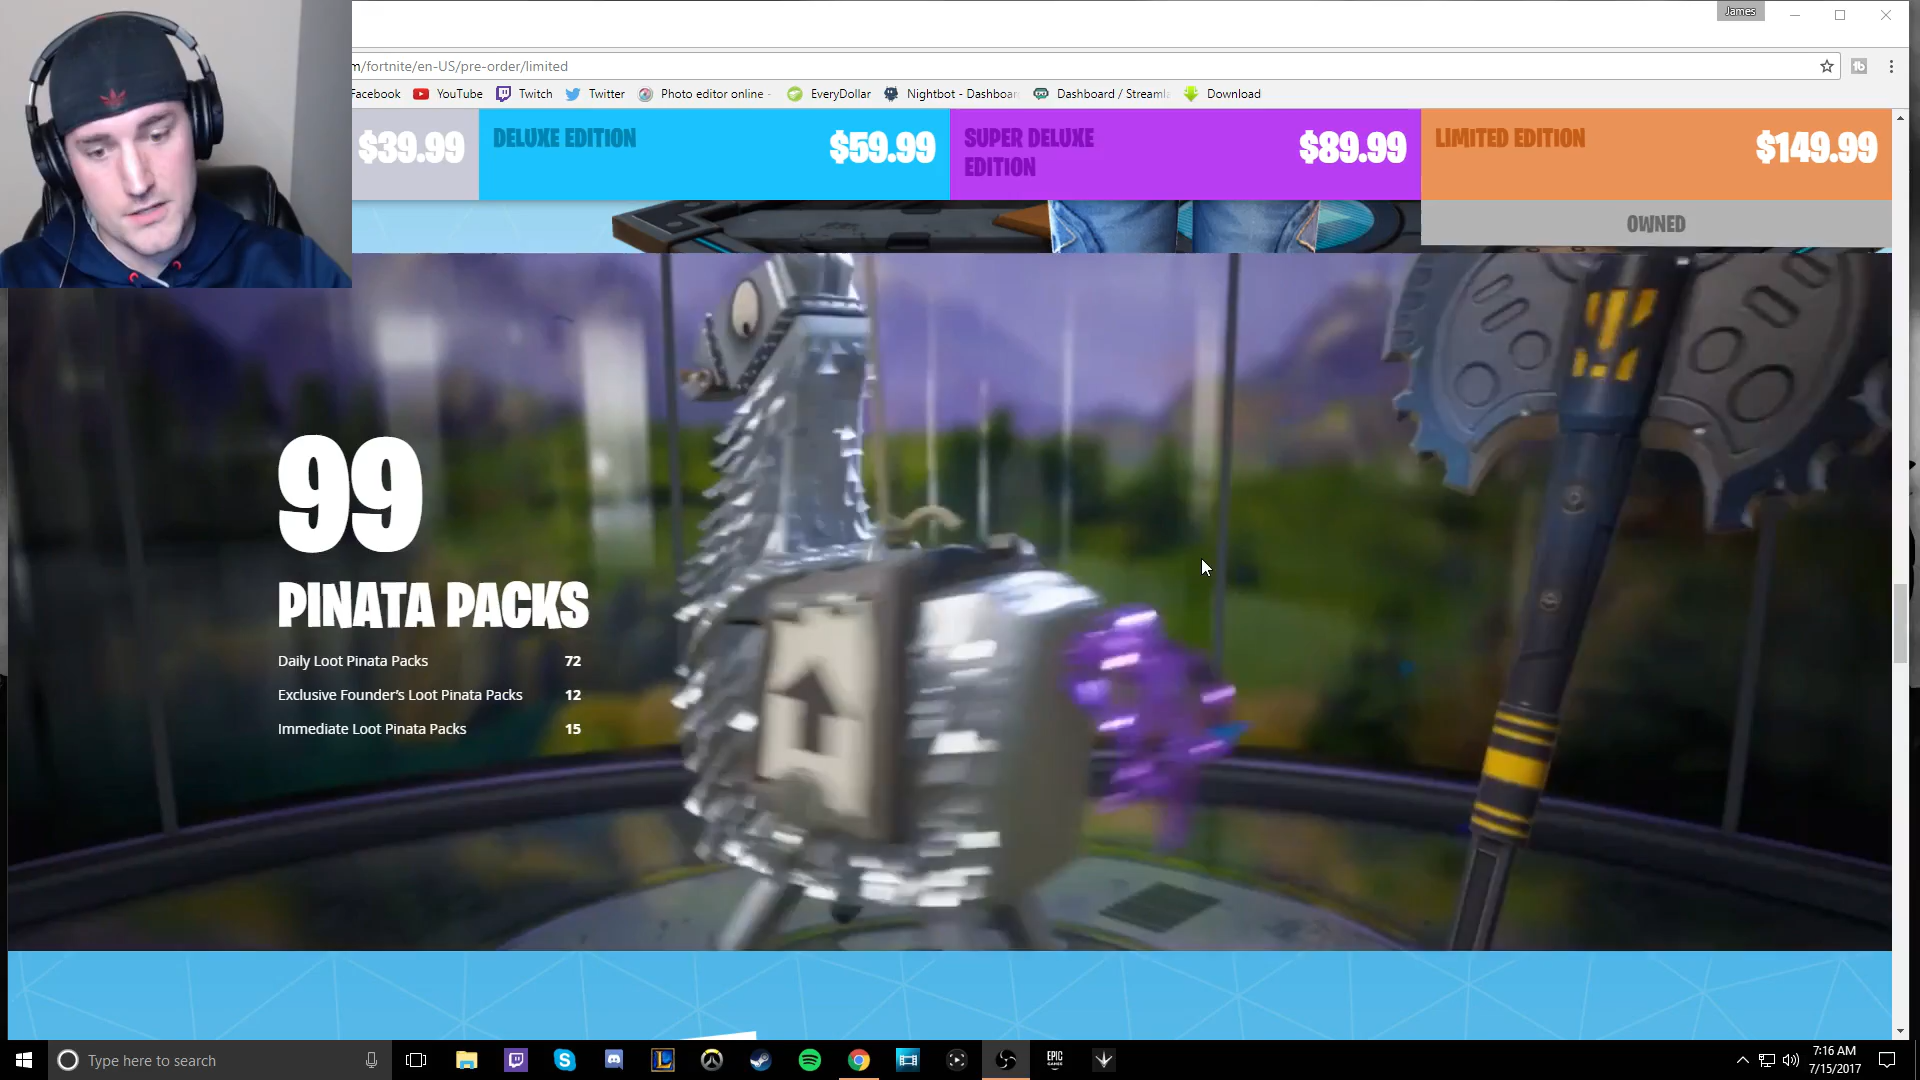 James
m/fortnite/en-US/pre-order/limited
Facebook YouTube Twitch Twitter Photo editor online - EveryDollar Nightbot - Dashboar Dashboard / Streamla Download
$39.99 DELUXE EDITION $59.99 SUPER DELUXE EDITION $89.99 LIMITED EDITION $149.99
OWNED
99
PINATA PACKS
Daily Loot Pinata Packs 72
Exclusive Founder's Loot Pinata Packs 12
Immediate Loot Pinata Packs 15
Type here to search
EPIC GAMES
7:16 AM
7/15/2017